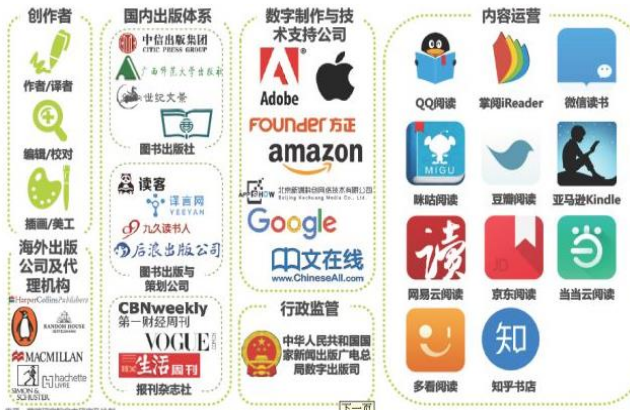 创作者
作者/译者
编辑/校对
插画/美工
海外出版
公司及代
理机构
HarperCollinsPublishers
RANDOM HOUSE
MACMILLAN
SIMON &
SCHUSTER
hachette
LIVRE
国内出版体系
中信出版集团
CITIC PRESS GROUP
广西师范大学出版社
世纪文景
图书出版社
读客
译言网
YEEYAN
九久读书人
后浪出版公司
图书出版与
策划公司
CBNweekly
第一财经周刊
VOGUE
生活周刊
报刊杂志社
数字制作与技
术支持公司
Adobe
FOUNDER 方正
amazon
Google
中文在线
www.ChineseAll.com
行政监管
中华人民共和国国
家新闻出版广电总
局数字出版司
下一页
内容运营
QQ阅读
掌阅iReader
微信读书
MIGU
咪咕阅读
豆瓣阅读
亚马逊Kindle
读
JD
当
网易云阅读
京东阅读
当当云阅读
知
多看阅读
知乎书店